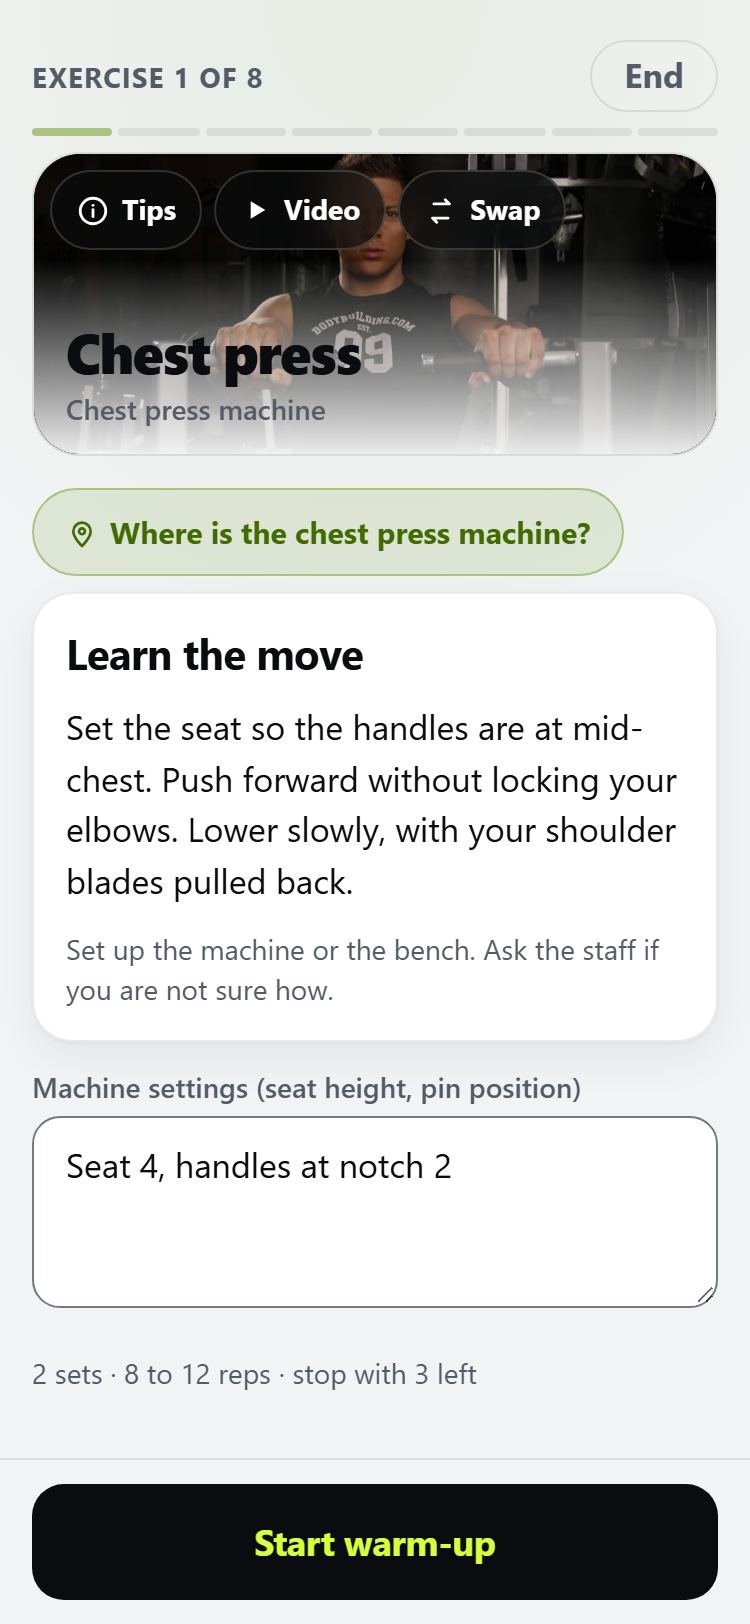 EXERCISE 1 OF 8
End
Tips
Video
Swap
BODYBUILDING.COM
EST.
99
Chest press
Chest press machine
Where is the chest press machine?
Learn the move
Set the seat so the handles are at mid-
chest. Push forward without locking your
elbows. Lower slowly, with your shoulder
blades pulled back.
Set up the machine or the bench. Ask the staff if
you are not sure how.
Machine settings (seat height, pin position)
Seat 4, handles at notch 2
2 sets · 8 to 12 reps · stop with 3 left
Start warm-up